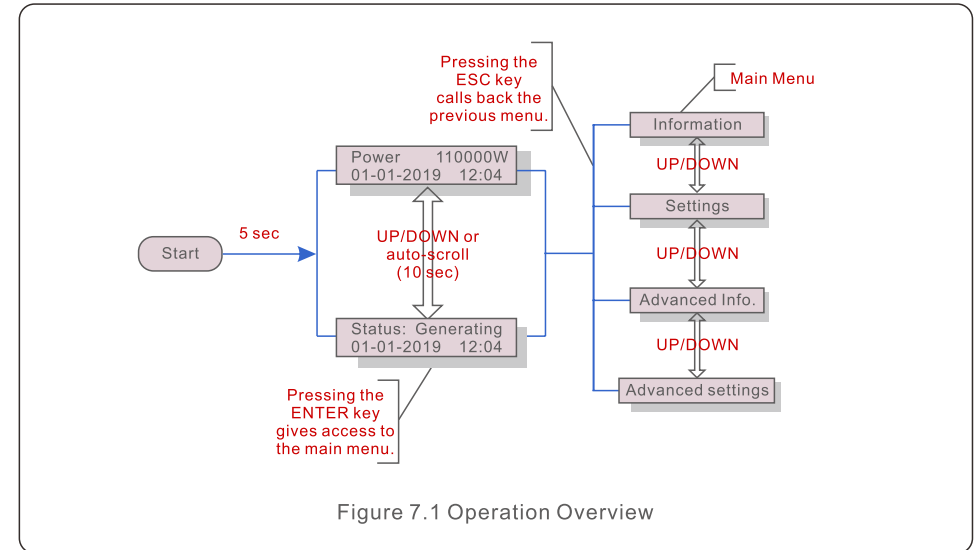 Pressing the
ESC key
calls back the
previous menu.
Main Menu
Information
UP/DOWN
Settings
UP/DOWN
Advanced Info.
UP/DOWN
Advanced settings
Power 110000W
01-01-2019 12:04
UP/DOWN or
auto-scroll
(10 sec)
Start
5 sec
Status: Generating
01-01-2019 12:04
Pressing the
ENTER key
gives access to
the main menu.
Figure 7.1 Operation Overview